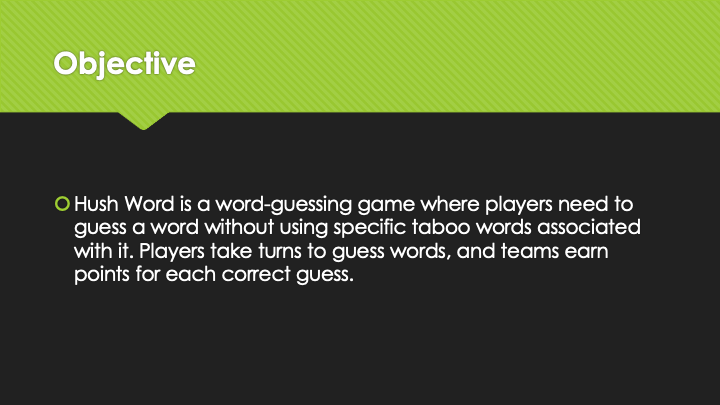 Objective
Hush Word is a word-guessing game where players need to
guess a word without using specific taboo words associated
with it. Players take turns to guess words, and teams earn
points for each correct guess.